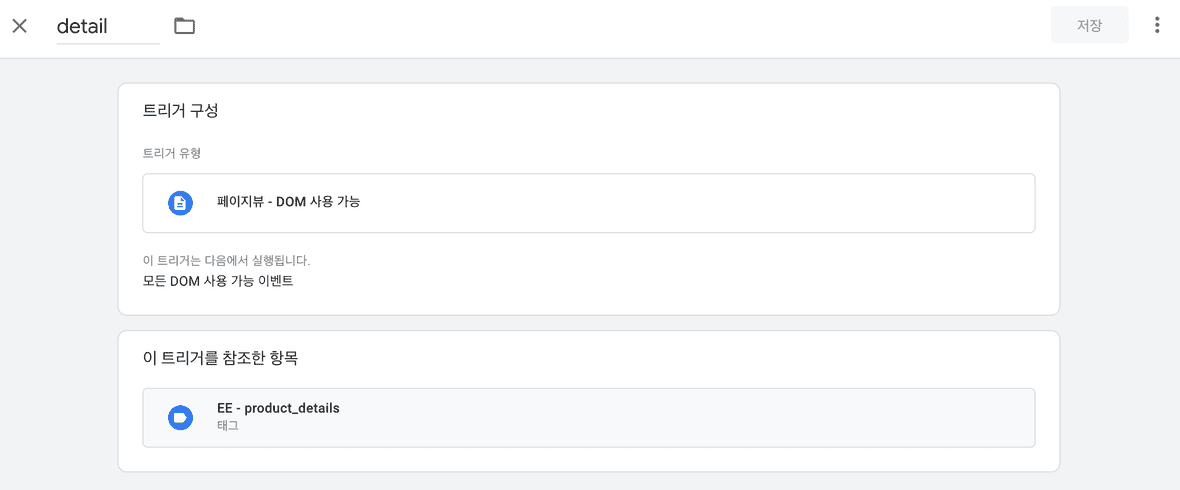 detail
저장
트리거 구성
트리거 유형
페이지뷰 - DOM 사용 가능
이 트리거는 다음에서 실행됩니다.
모든 DOM 사용 가능 이벤트
이 트리거를 참조한 항목
EE - product_details
태그